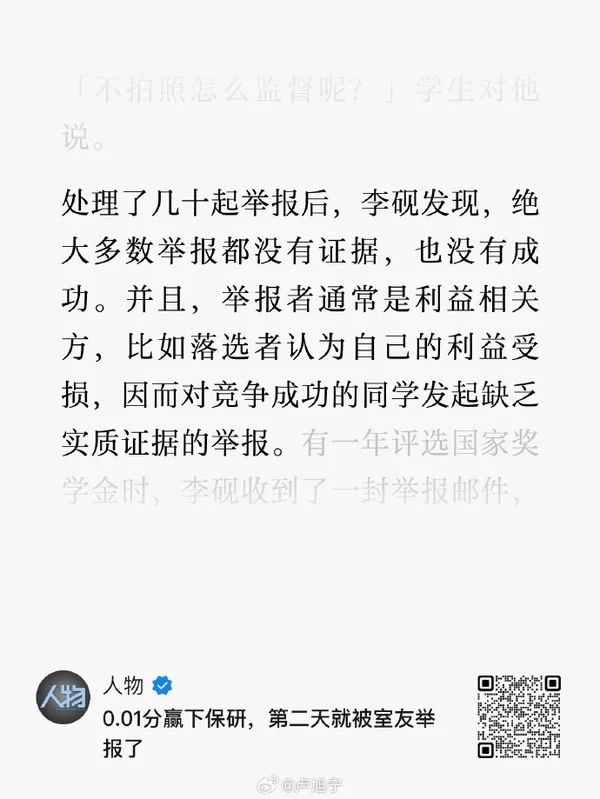 「不拍照怎么监督呢？」学生对他
说。
处理了几十起举报后，李砚发现，绝
大多数举报都没有证据，也没有成
功。并且，举报者通常是利益相关
方，比如落选者认为自己的利益受
损，因而对竞争成功的同学发起缺乏
实质证据的举报。有一年评选国家奖
学金时，李砚收到了一封举报邮件，
人物
人物
0.01分赢下保研，第二天就被室友举
报了
@卢旭宁